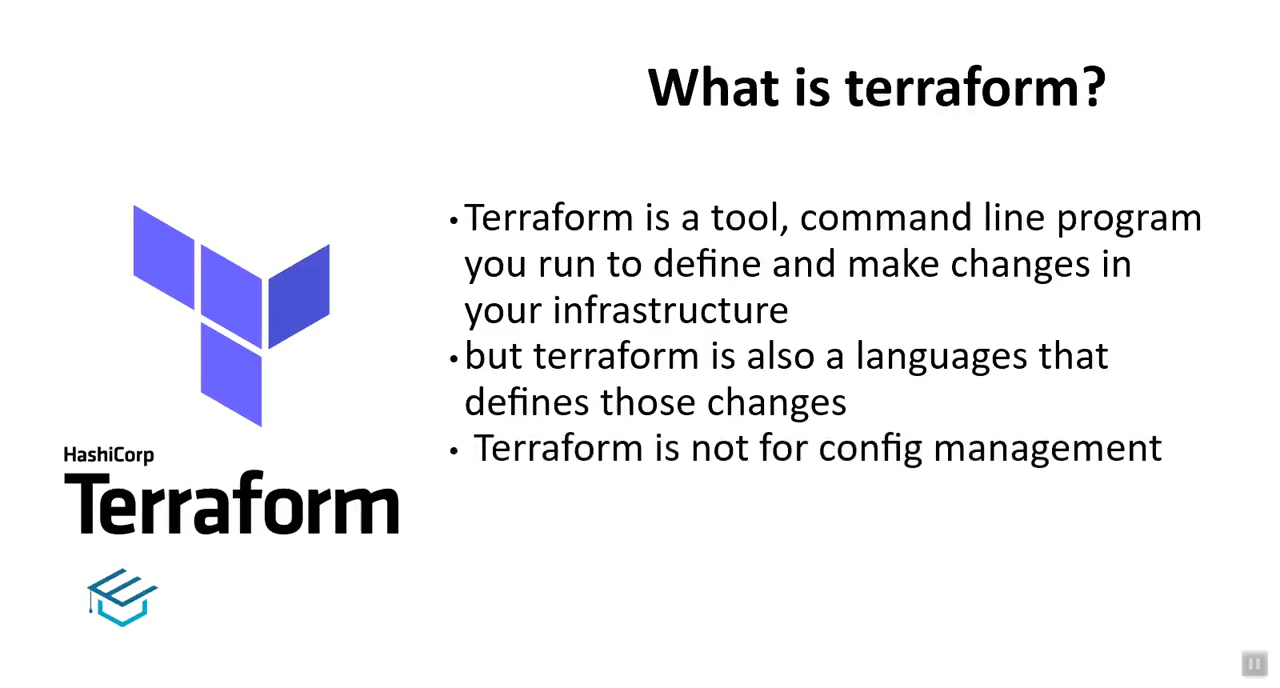 What is terraform?
• Terraform is a tool, command line program
you run to define and make changes in
your infrastructure
• but terraform is also a languages that
defines those changes
• Terraform is not for config management
HashiCorp
Terraform